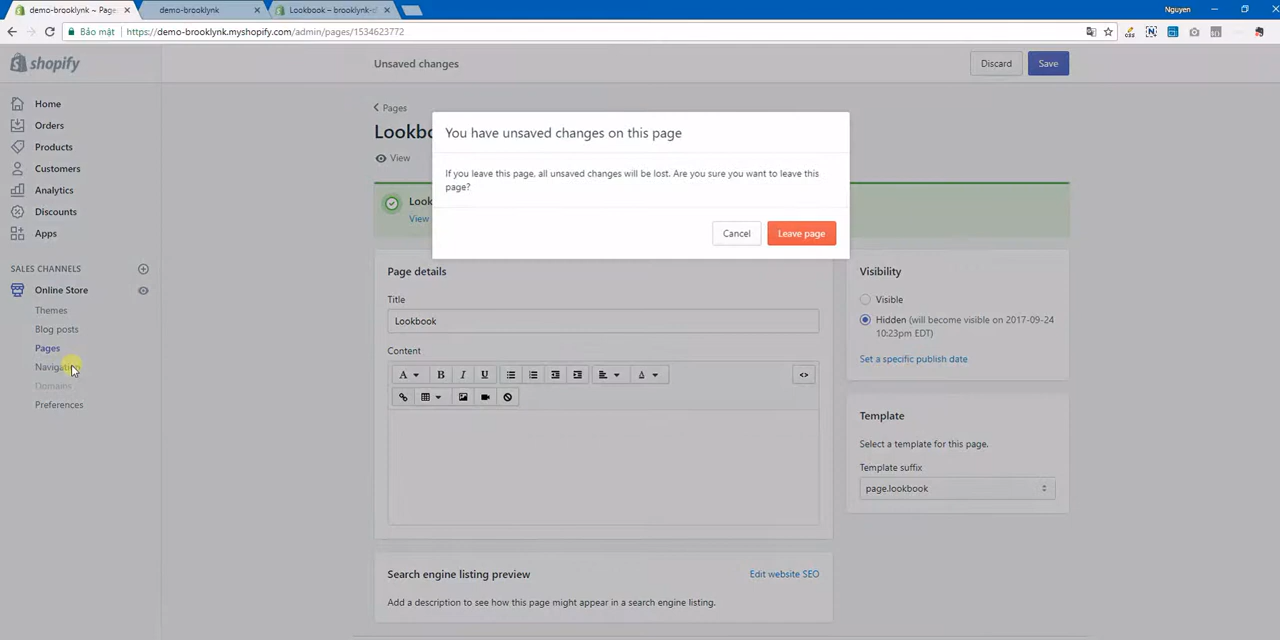 demo-brooklynk ~ Page
demo-brooklynk
Lookbook – brooklynk-s
Nguyen
Bảo mật
https://demo-brooklynk.myshopify.com/admin/pages/1534623772
shopify
Unsaved changes
Discard
Save
Home
Orders
Products
Customers
Analytics
Discounts
Apps
SALES CHANNELS
Online Store
Themes
Blog posts
Pages
Navigation
Domains
Preferences
Pages
Lookb
View
Look
View
You have unsaved changes on this page
If you leave this page, all unsaved changes will be lost. Are you sure you want to leave this
page?
Cancel
Leave page
Page details
Title
Lookbook
Content
A
B
I
U
A
<>
Search engine listing preview
Edit website SEO
Add a description to see how this page might appear in a search engine listing.
Visibility
Visible
Hidden (will become visible on 2017-09-24
10:23pm EDT)
Set a specific publish date
Template
Select a template for this page.
Template suffix
page.lookbook